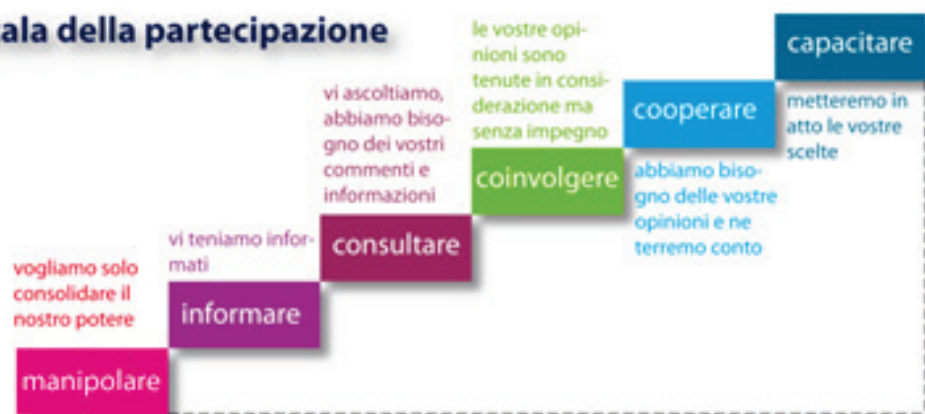 ala della partecipazione
vogliamo solo
consolidare il
nostro potere
manipolare
vi teniamo infor-
mati
informare
vi ascoltiamo,
abbiamo biso-
gno dei vostri
commenti e
informazioni
consultare
le vostre opi-
nioni sono
tenute in consi-
derazione ma
senza impegno
coinvolgere
cooperare
abbiamo biso-
gno delle vostre
opinioni e ne
terremo conto
capacitare
metteremo in
atto le vostre
scelte